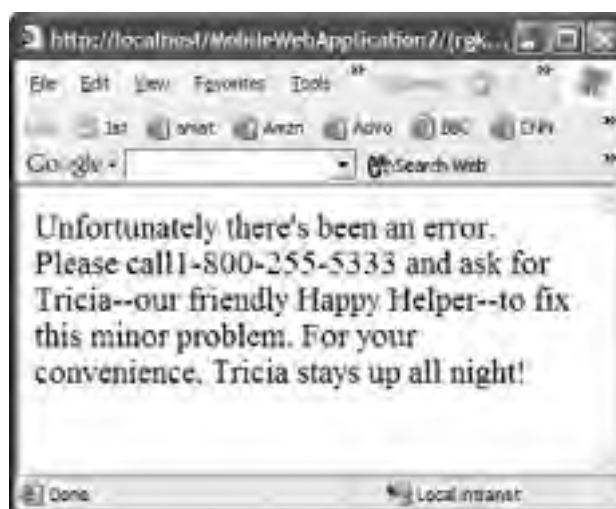 http://localhost/MobileWebApplication2/(rgk...
File Edit View Favorites Tools »
1st Amzn Advo BBC CNN »
Google Search Web »
Unfortunately there's been an error.
Please call1-800-255-5333 and ask for
Tricia--our friendly Happy Helper--to fix
this minor problem. For your
convenience, Tricia stays up all night!
Done Local intranet